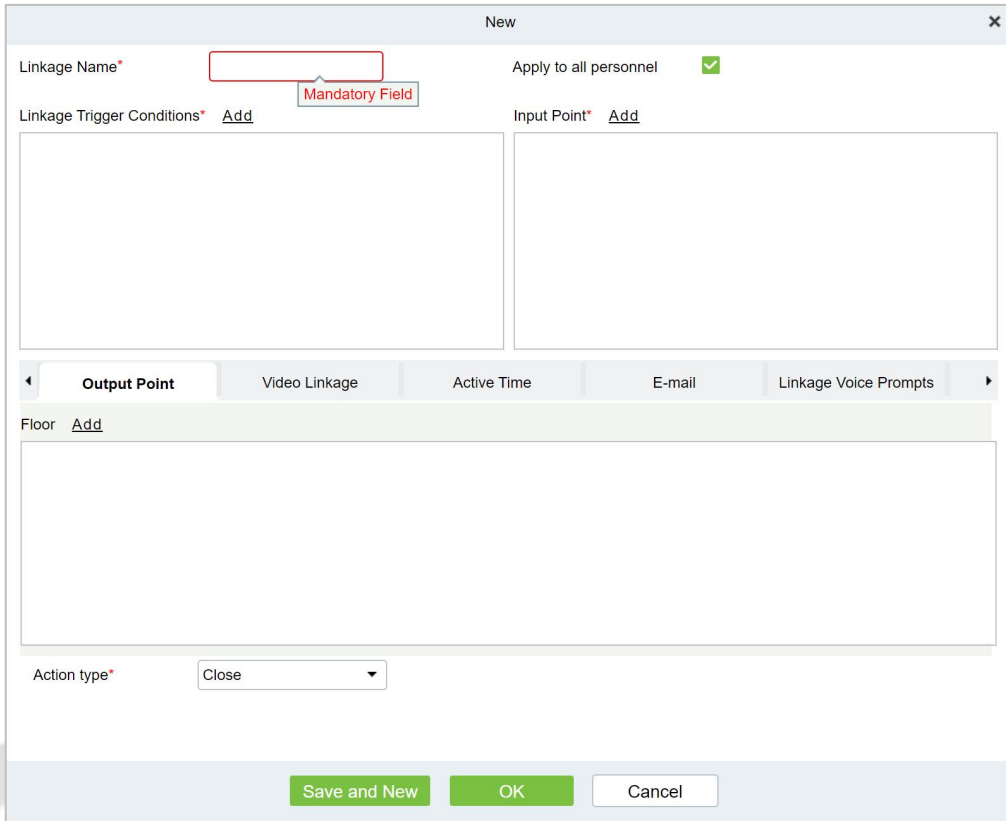 New
Linkage Name* Apply to all personnel
Mandatory Field
Linkage Trigger Conditions* Add Input Point* Add
Output Point Video Linkage Active Time E-mail Linkage Voice Prompts
Floor Add
Action type* Close
Save and New OK Cancel